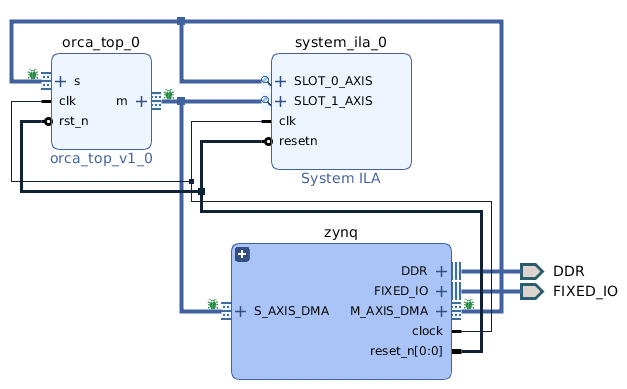 orca_top_0
s
clk
m
rst_n
orca_top_v1_0
system_ila_0
SLOT_0_AXIS
SLOT_1_AXIS
clk
resetn
System ILA
zynq
DDR
FIXED_IO
S_AXIS_DMA
M_AXIS_DMA
clock
reset_n[0:0]
DDR
FIXED_IO